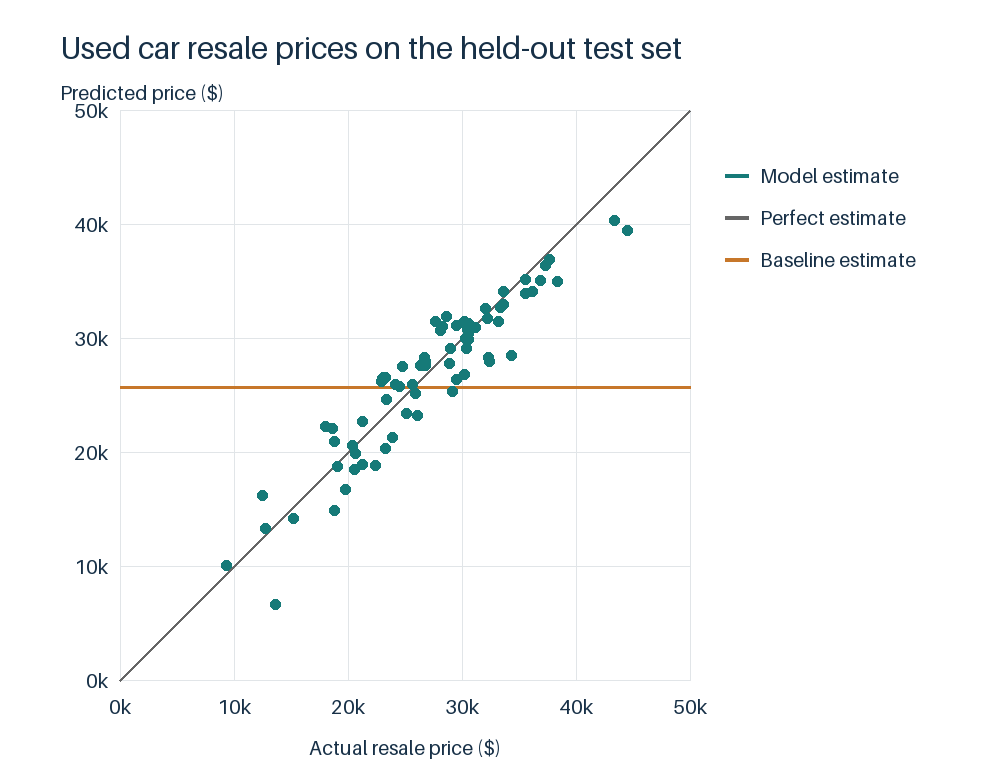 Used car resale prices on the held-out test set
Predicted price ($)
50k
40k
30k
20k
10k
0k
0k 10k 20k 30k 40k 50k
Actual resale price ($)
Model estimate
Perfect estimate
Baseline estimate